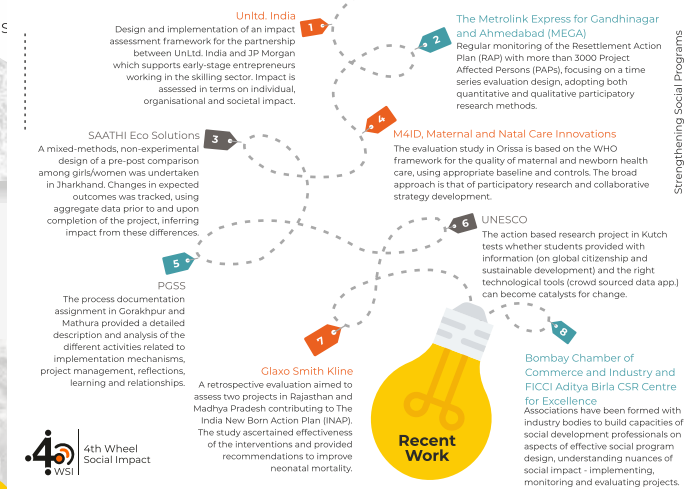 S
Strengthening Social Programs
Unltd. India
1
Design and implementation of an impact
assessment framework for the partnership
between UnLtd. India and JP Morgan
which supports early-stage entrepreneurs
working in the skilling sector. Impact is
assessed in terms on individual,
organisational and societal impact.
2
The Metrolink Express for Gandhinagar
and Ahmedabad (MEGA)
Regular monitoring of the Resettlement Action
Plan (RAP) with more than 3000 Project
Affected Persons (PAPs), focusing on a time
series evaluation design, adopting both
quantitative and qualitative participatory
research methods.
SAATHI Eco Solutions
3
A mixed-methods, non-experimental
design of a pre-post comparison
among girls/women was undertaken
in Jharkhand. Changes in expected
outcomes was tracked, using
aggregate data prior to and upon
completion of the project, inferring
impact from these differences.
4
M4ID, Maternal and Natal Care Innovations
The evaluation study in Orissa is based on the WHO
framework for the quality of maternal and newborn health
care, using appropriate baseline and controls. The broad
approach is that of participatory research and collaborative
strategy development.
5
PGSS
The process documentation
assignment in Gorakhpur and
Mathura provided a detailed
description and analysis of the
different activities related to
implementation mechanisms,
project management, reflections,
learning and relationships.
6
UNESCO
The action based research project in Kutch
tests whether students provided with
information (on global citizenship and
sustainable development) and the right
technological tools (crowd sourced data app.)
can become catalysts for change.
7
Glaxo Smith Kline
A retrospective evaluation aimed to
assess two projects in Rajasthan and
Madhya Pradesh contributing to The
India New Born Action Plan (INAP).
The study ascertained effectiveness
of the interventions and provided
recommendations to improve
neonatal mortality.
8
Bombay Chamber of
Commerce and Industry and
FICCI Aditya Birla CSR Centre
for Excellence
Associations have been formed with
industry bodies to build capacities of
social development professionals on
aspects of effective social program
design, understanding nuances of
social impact - implementing,
monitoring and evaluating projects.
Recent
Work
4
WSI
4th Wheel
Social Impact